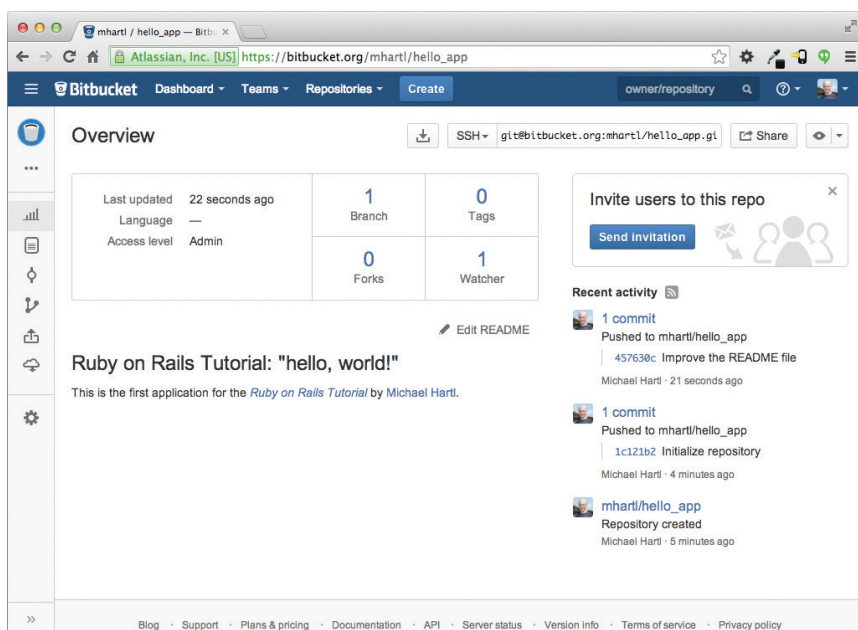 mhartl / hello_app — Bitbu
Atlassian, Inc. [US] https://bitbucket.org/mhartl/hello_app
Bitbucket Dashboard Teams Repositories Create owner/repository
Overview
SSH git@bitbucket.org:mhartl/hello_app.gi Share
Last updated 22 seconds ago
Language —
Access level Admin
1
Branch
0
Tags
0
Forks
1
Watcher
Edit README
Ruby on Rails Tutorial: "hello, world!"
This is the first application for the Ruby on Rails Tutorial by Michael Hartl.
Invite users to this repo
Send invitation
Recent activity
1 commit
Pushed to mhartl/hello_app
457630c Improve the README file
Michael Hartl · 21 seconds ago
1 commit
Pushed to mhartl/hello_app
1c121b2 Initialize repository
Michael Hartl · 4 minutes ago
mhartl/hello_app
Repository created
Michael Hartl · 5 minutes ago
Blog · Support · Plans & pricing · Documentation · API · Server status · Version info · Terms of service · Privacy policy